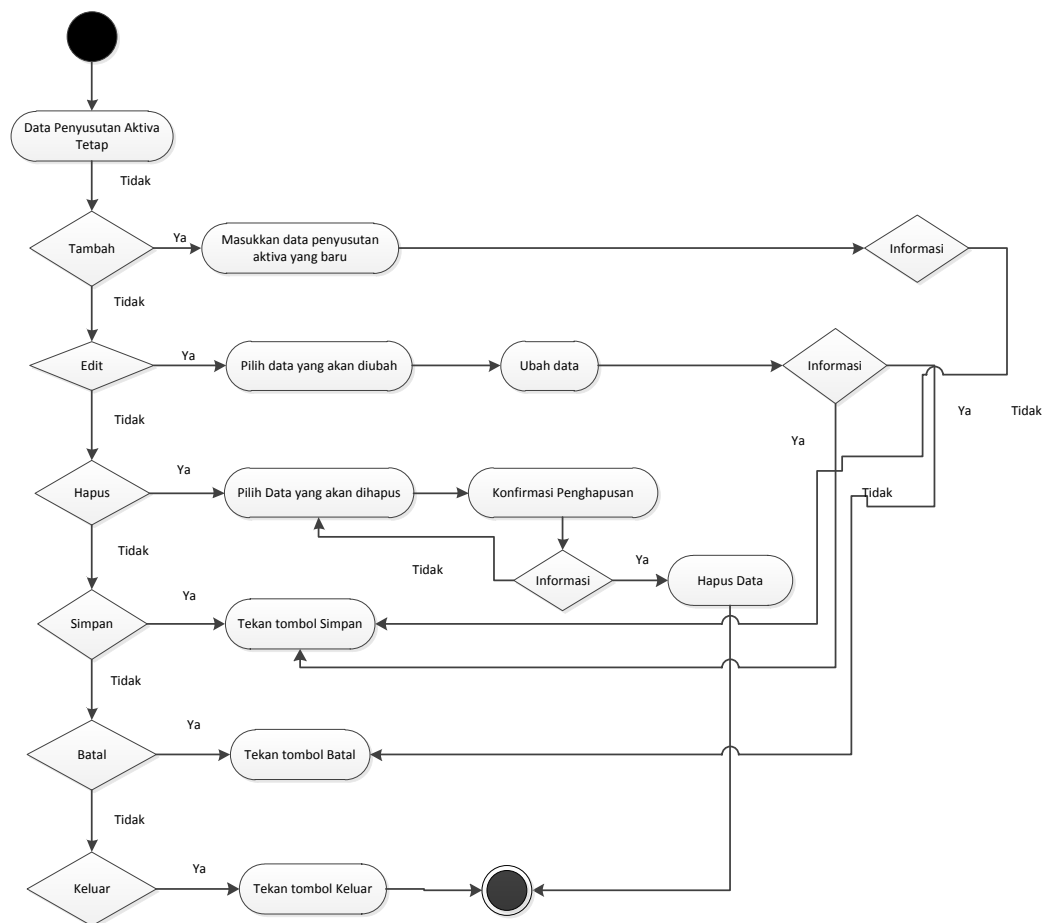 Data Penyusutan Aktiva
Tetap
Tidak
Tambah
Ya
Masukkan data penyusutan
aktiva yang baru
Informasi
Tidak
Edit
Ya
Pilih data yang akan diubah
Ubah data
Informasi
Ya
Tidak
Tidak
Ya
Hapus
Ya
Pilih Data yang akan dihapus
Konfirmasi Penghapusan
Tidak
Tidak
Tidak
Informasi
Ya
Hapus Data
Simpan
Ya
Tekan tombol Simpan
Tidak
Batal
Ya
Tekan tombol Batal
Tidak
Keluar
Ya
Tekan tombol Keluar